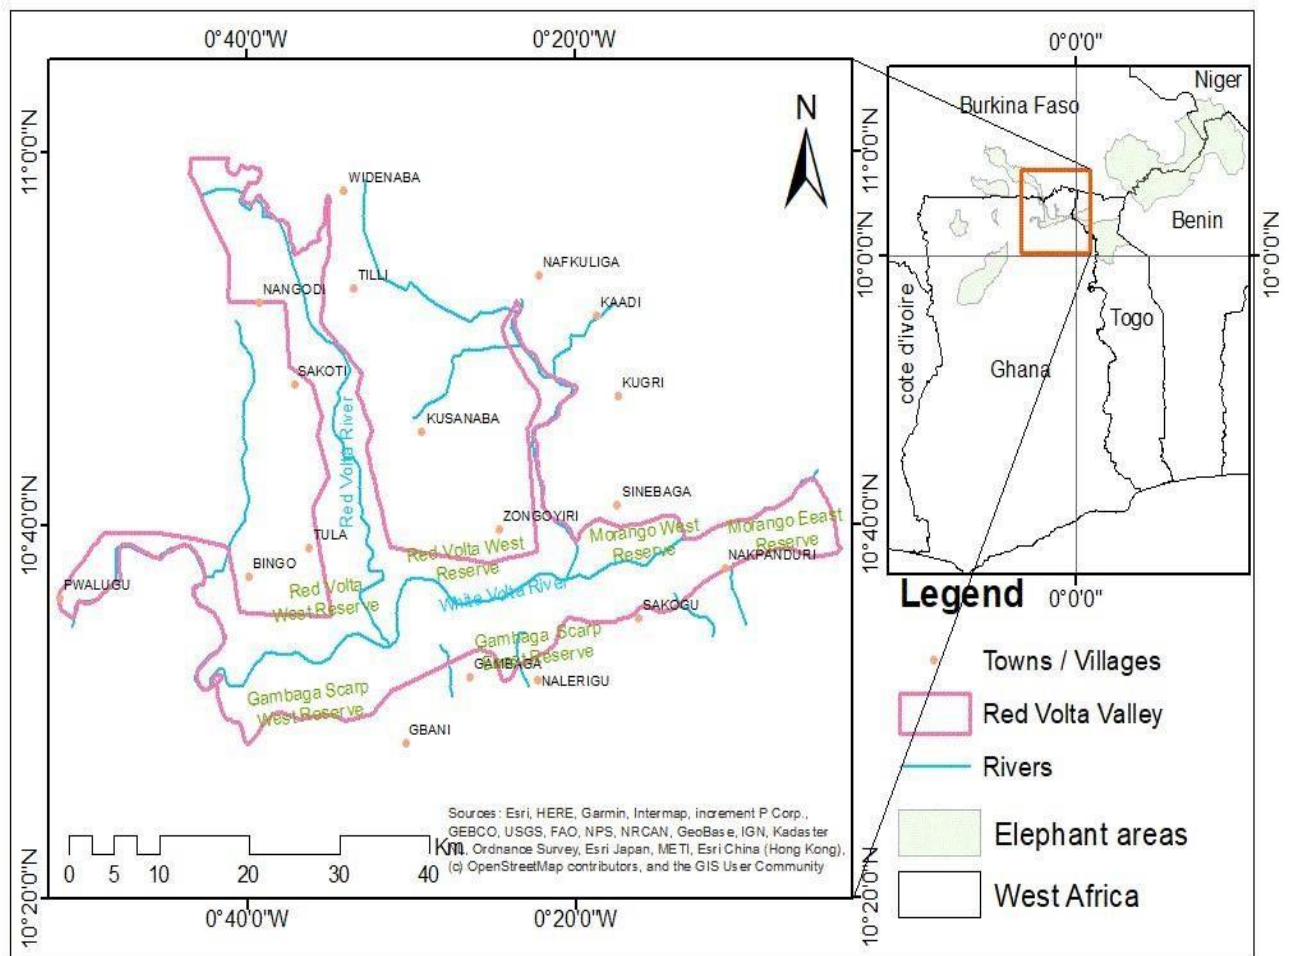 0°40'0"W
0°20'0"W
0°0'0"
11°0'0"N
10°40'0"N
10°20'0"N
N
WIDENABA
NAFKULIGA
TILLI
NANGODI
KAADI
SAKOTI
KUGRI
KUSANABA
Red Volta River
SINEBAGA
ZONGOYIRI
TULA
Morango West
Reserve
Morango Eeast
Reserve
Red Volta West
Reserve
NAKPANDURI
BINGO
PWALUGU
Red Volta
West Reserve
White Volta River
SAKOGU
Gambaga Scarp
East Reserve
GAMBAGA
NALERIGU
Gambaga Scarp
West Reserve
GBANI
Sources: Esri, HERE, Garmin, Intermap, increment P Corp.,
GEBCO, USGS, FAO, NPS, NRCAN, GeoBase, IGN, Kadaster
NL, Ordnance Survey, Esri Japan, METI, Esri China (Hong Kong),
(c) OpenStreetMap contributors, and the GIS User Community
Km
0 5 10 20 30 40
0°40'0"W
0°20'0"W
11°0'0"N
10°0'0"N
10°40'0"N
10°20'0"N
Niger
Burkina Faso
Benin
10°0'0"N
cote d'ivoire
Togo
Ghana
0°0'0"
Legend
Towns / Villages
Red Volta Valley
Rivers
Elephant areas
West Africa